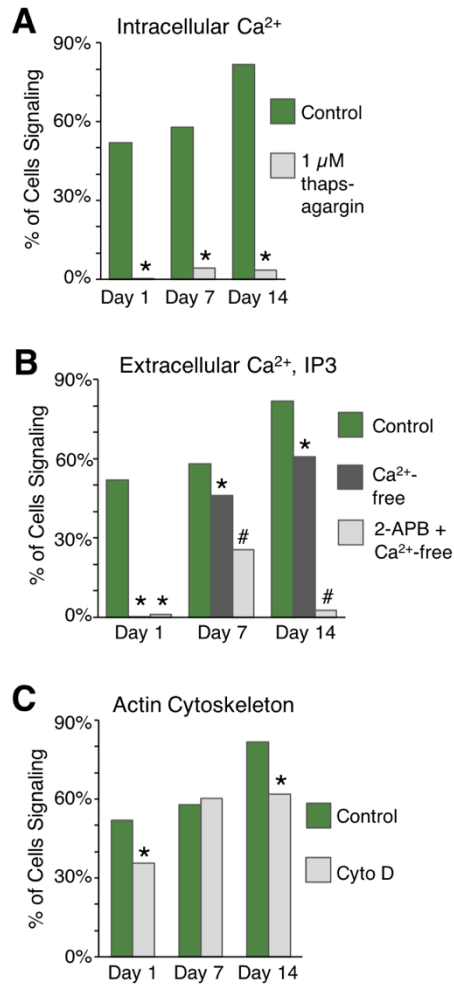 A
Intracellular Ca²⁺
% of Cells Signaling
90%
60%
30%
0%
*
*
*
Day 1
Day 7
Day 14
Control
1 µM
thaps-
agargin
B
Extracellular Ca²⁺, IP3
% of Cells Signaling
90%
60%
30%
0%
* *
*
#
*
#
Day 1
Day 7
Day 14
Control
Ca²⁺-
free
2-APB +
Ca²⁺-free
C
Actin Cytoskeleton
% of Cells Signaling
90%
60%
30%
0%
*
*
Day 1
Day 7
Day 14
Control
Cyto D